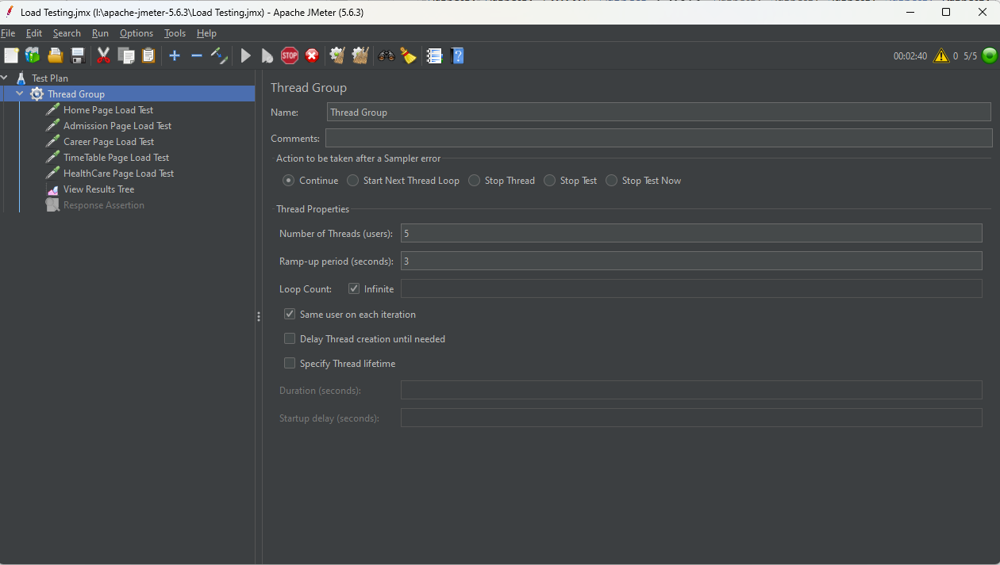 Load Testing.jmx (I:\apache-jmeter-5.6.3\Load Testing.jmx) - Apache JMeter (5.6.3)
File Edit Search Run Options Tools Help
STOP ? 00:02:40 0 5/5
Test Plan
Thread Group
Home Page Load Test
Admission Page Load Test
Career Page Load Test
TimeTable Page Load Test
HealthCare Page Load Test
View Results Tree
Response Assertion
Thread Group
Name: Thread Group
Comments:
Action to be taken after a Sampler error
Continue Start Next Thread Loop Stop Thread Stop Test Stop Test Now
Thread Properties
Number of Threads (users): 5
Ramp-up period (seconds): 3
Loop Count: Infinite
Same user on each iteration
Delay Thread creation until needed
Specify Thread lifetime
Duration (seconds):
Startup delay (seconds):